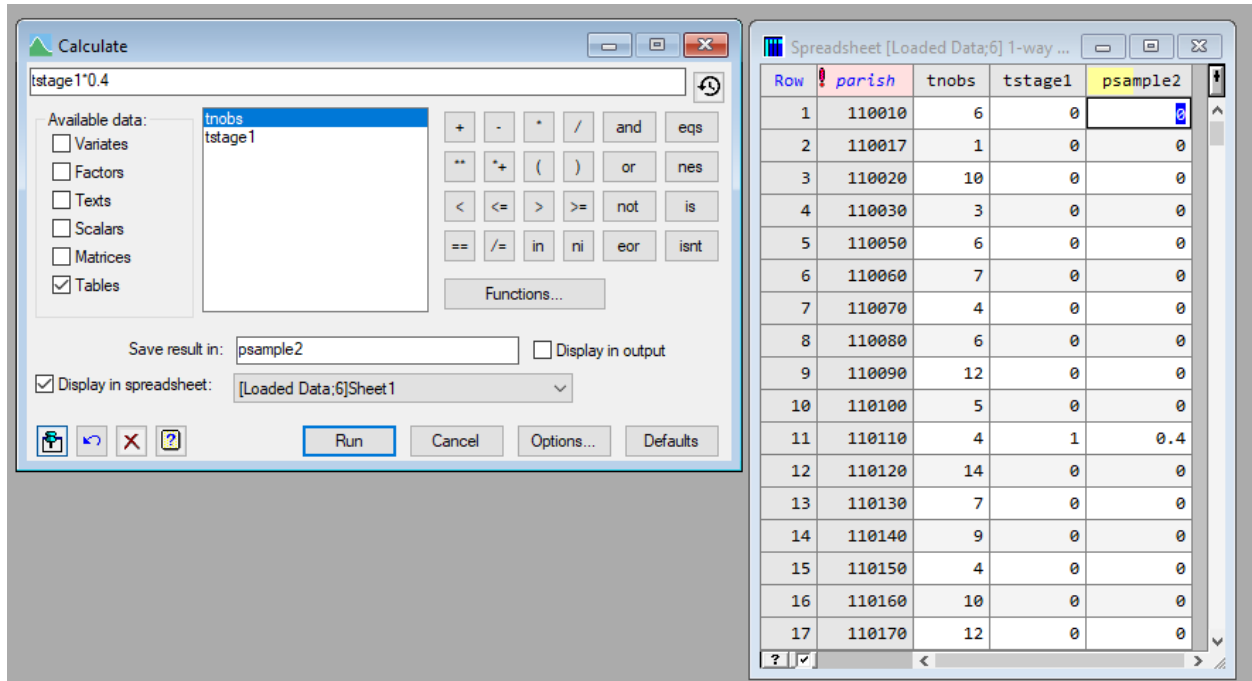 Calculate
tstage1*0.4
Available data:
Variates
Factors
Texts
Scalars
Matrices
Tables
tnobs
tstage1
+ - * / and eqs
** *+ ( ) or nes
< <= > >= not is
== /= in ni eor isnt
Functions...
Save result in: psample2 Display in output
Display in spreadsheet: [Loaded Data;6]Sheet1
Run Cancel Options... Defaults
Spreadsheet [Loaded Data;6] 1-way ...
Row ! parish tnobs tstage1 psample2
1 110010 6 0 0
2 110017 1 0 0
3 110020 10 0 0
4 110030 3 0 0
5 110050 6 0 0
6 110060 7 0 0
7 110070 4 0 0
8 110080 6 0 0
9 110090 12 0 0
10 110100 5 0 0
11 110110 4 1 0.4
12 110120 14 0 0
13 110130 7 0 0
14 110140 9 0 0
15 110150 4 0 0
16 110160 10 0 0
17 110170 12 0 0
?